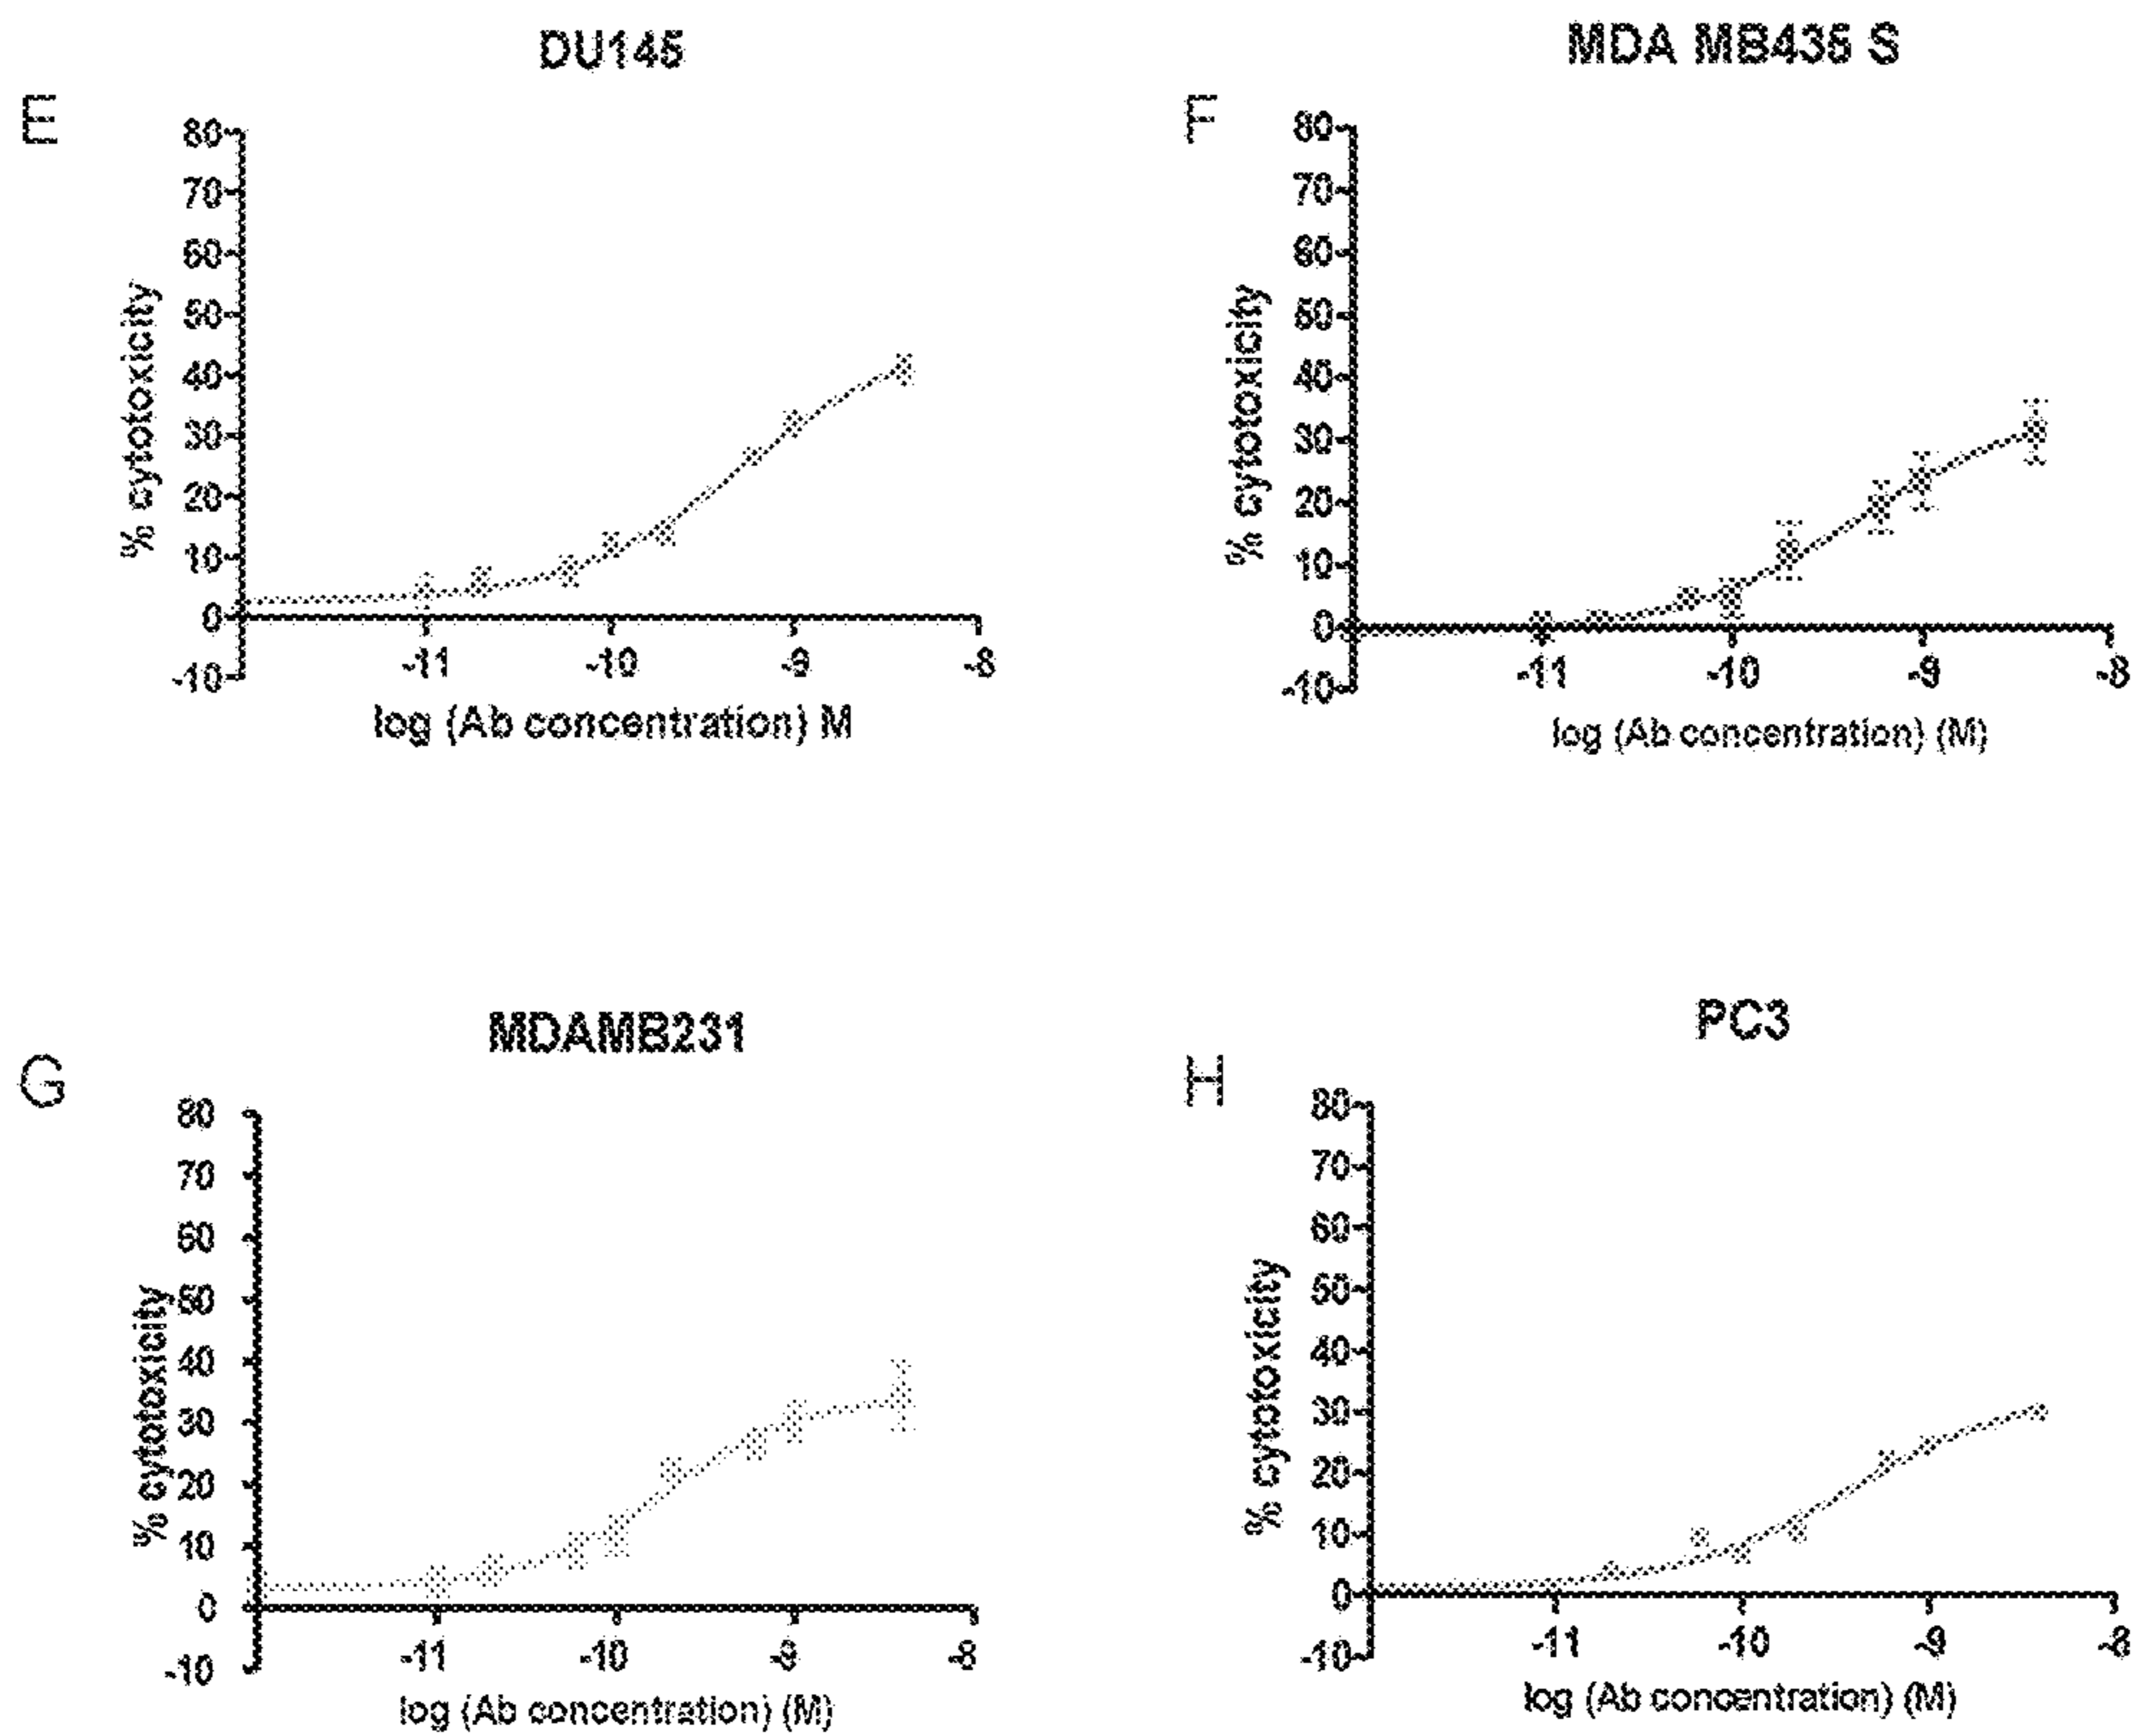 DU145
E
80
70
60
50
40
30
20
10
0
-10
% cytotoxicity
-11 -10 -9 -8
log (Ab concentration) M
MDA MB435 S
F
80
70
60
50
40
30
20
10
0
-10
% cytotoxicity
-11 -10 -9 -8
log (Ab concentration) (M)
MDAMB231
G
80
70
60
50
40
30
20
10
0
-10
% cytotoxicity
-11 -10 -9 -8
log (Ab concentration) (M)
PC3
H
80
70
60
50
40
30
20
10
0
-10
% cytotoxicity
-11 -10 -9 -8
log (Ab concentration) (M)